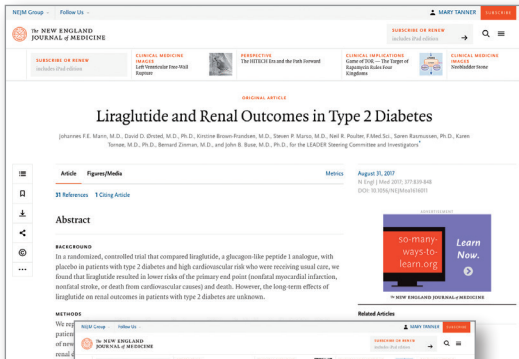 NEJM Group Follow Us MARY TANNER SUBSCRIBE
The NEW ENGLAND
JOURNAL of MEDICINE
SUBSCRIBE OR RENEW
Includes iPad edition
SUBSCRIBE OR RENEW
Includes iPad edition
CLINICAL MEDICINE
IMAGES
Left Ventricular Free-Wall
Rupture
PERSPECTIVE
The HITECH Era and the Path Forward
CLINICAL IMPLICATIONS
Game of TOR — The Target of
Rapamycin Rules Four
Kingdoms
CLINICAL MEDICINE
IMAGES
Neobladder Stone
ORIGINAL ARTICLE
Liraglutide and Renal Outcomes in Type 2 Diabetes
Johannes F.E. Mann, M.D., David D. Ørsted, M.D., Ph.D., Kirstine Brown-Frandsen, M.D., Steven P. Marso, M.D., Neil R. Poulter, F.Med.Sci., Søren Rasmussen, Ph.D., Karen
Tornøe, M.D., Ph.D., Bernard Zinman, M.D., and John B. Buse, M.D., Ph.D., for the LEADER Steering Committee and Investigators*
Article Figures/Media Metrics
31 References 1 Citing Article
Abstract
BACKGROUND
In a randomized, controlled trial that compared liraglutide, a glucagon-like peptide 1 analogue, with
placebo in patients with type 2 diabetes and high cardiovascular risk who were receiving usual care, we
found that liraglutide resulted in lower risks of the primary end point (nonfatal myocardial infarction,
nonfatal stroke, or death from cardiovascular causes) and death. However, the long-term effects of
liraglutide on renal outcomes in patients with type 2 diabetes are unknown.
METHODS
We rep
patien
of new
renal d
August 31, 2017
N Engl J Med 2017; 377:839-848
DOI: 10.1056/NEJMoa1616011
ADVERTISEMENT
so-many-
ways-to-
learn.org
Learn
Now.
The NEW ENGLAND JOURNAL of MEDICINE
Related Articles
NEJM Group Follow Us MARY TANNER SUBSCRIBE
The NEW ENGLAND
JOURNAL of MEDICINE
SUBSCRIBE OR RENEW
Includes iPad edition